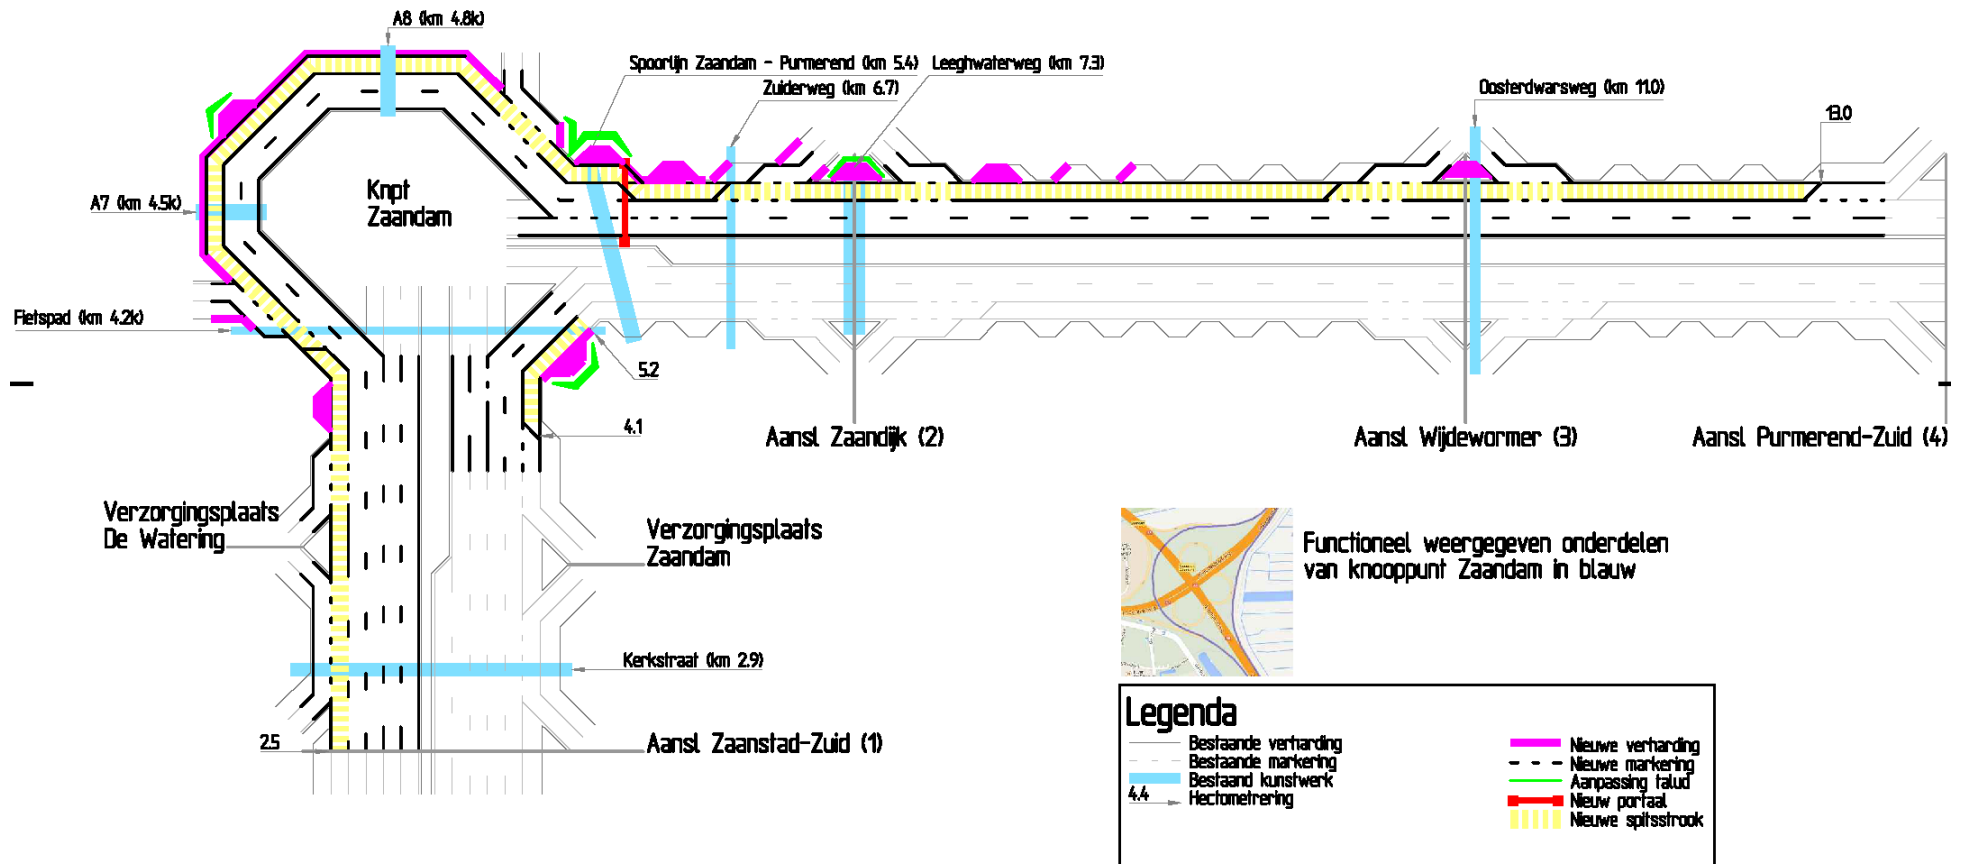 A8 (km 4.8k)
Spoorlijn Zaandam - Purmerend (km 5.4)
Leeghwaterweg (km 7.3)
Zuiderweg (km 6.7)
Oosterdwarsweg (km 11.0)
13.0
Knpt
Zaandam
A7 (km 4.5k)
Fietspad (km 4.2k)
5.2
4.1
Aansl Zaandijk (2)
Aansl Wijdewormer (3)
Aansl Purmerend-Zuid (4)
Verzorgingsplaats
De Watering
Verzorgingsplaats
Zaandam
Functioneel weergegeven onderdelen
van knooppunt Zaandam in blauw
Kerkstraat (km 2.9)
2.5
Aansl Zaanstad-Zuid (1)
Legenda
Bestaande verharding
Bestaande markering
Bestaand kunstwerk
4.4 Hectometrering
Nieuwe verharding
Nieuwe markering
Aanpassing talud
Nieuw portaal
Nieuwe spitsstrook